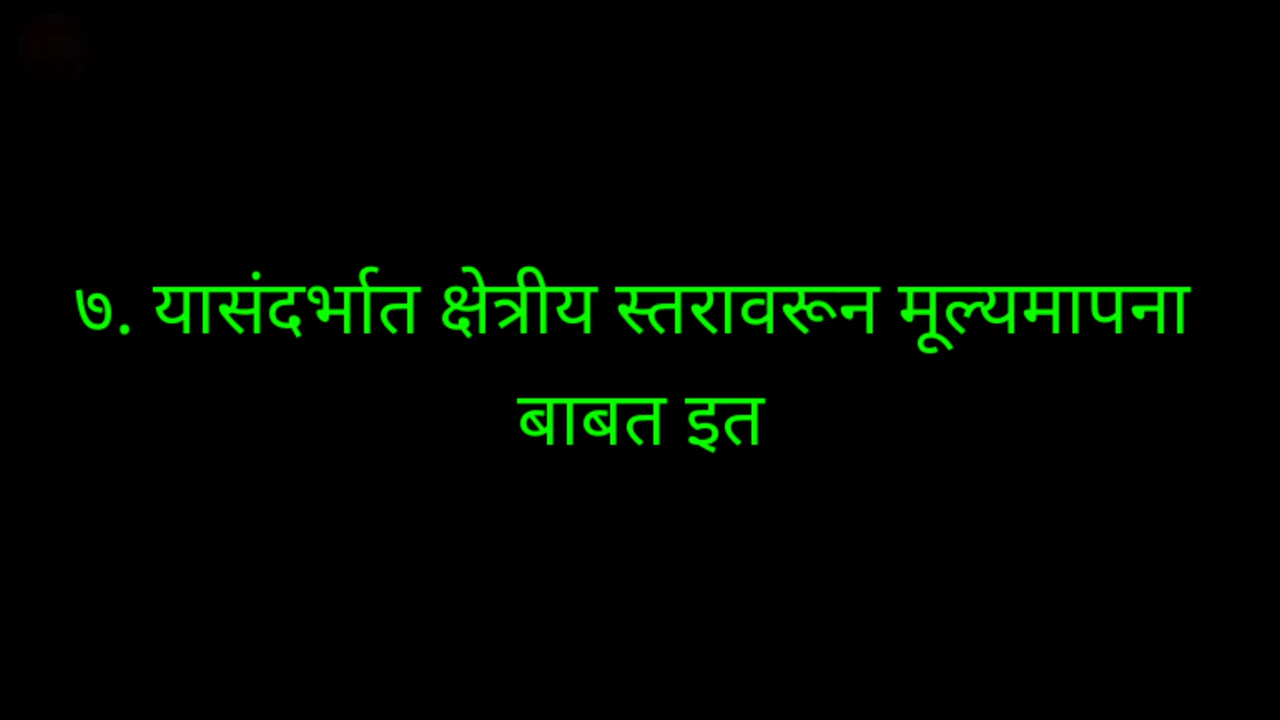 ७. यासंदर्भात क्षेत्रीय स्तरावरून मूल्यमापना
बाबत इत